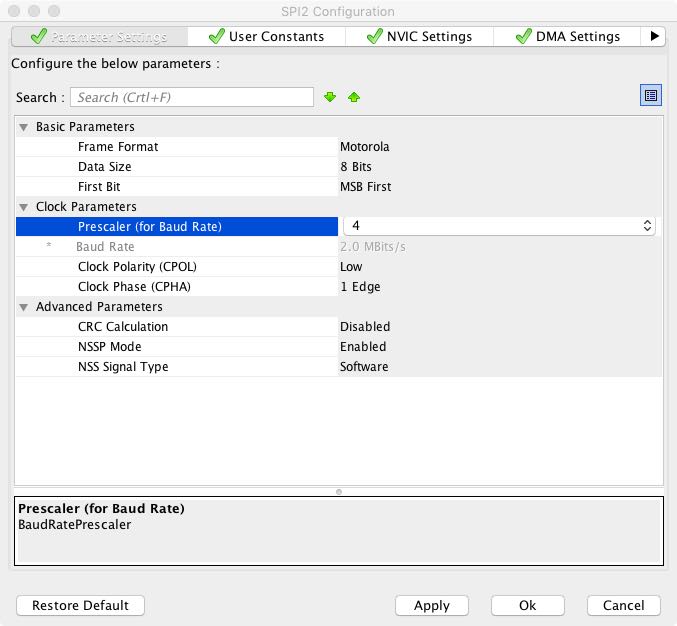 SPI2 Configuration
Parameter Settings User Constants NVIC Settings DMA Settings
Configure the below parameters :
Search : Search (Crtl+F)
Basic Parameters
Frame Format Motorola
Data Size 8 Bits
First Bit MSB First
Clock Parameters
Prescaler (for Baud Rate) 4
* Baud Rate 2.0 MBits/s
Clock Polarity (CPOL) Low
Clock Phase (CPHA) 1 Edge
Advanced Parameters
CRC Calculation Disabled
NSSP Mode Enabled
NSS Signal Type Software
Prescaler (for Baud Rate)
BaudRatePrescaler
Restore Default Apply Ok Cancel